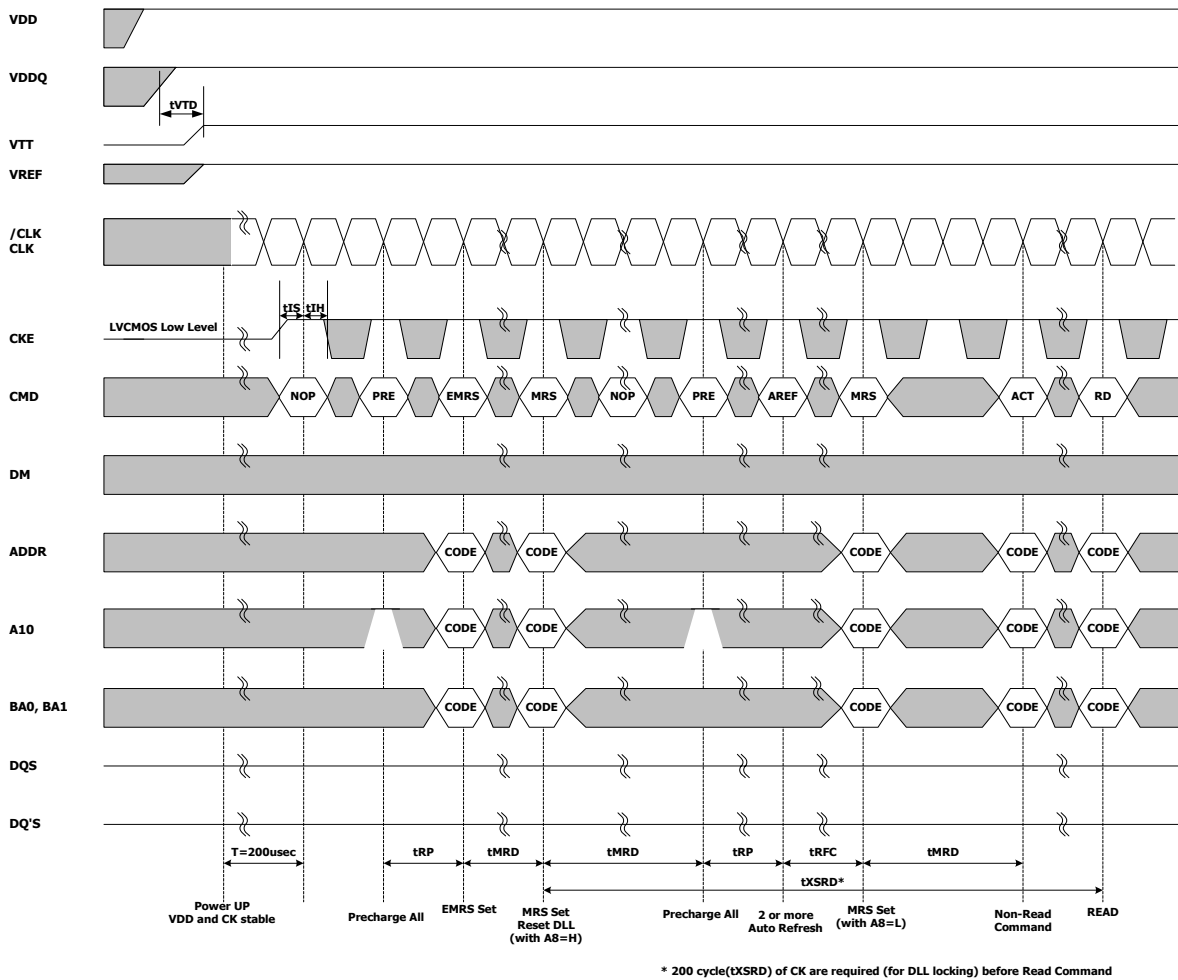 VDD
VDDQ
tVTD
VTT
VREF
/CLK
CLK
tIS tIH
CKE
LVCMOS Low Level
CMD
NOP PRE EMRS MRS NOP PRE AREF MRS ACT RD
DM
ADDR
CODE CODE CODE CODE CODE
A10
CODE CODE CODE CODE CODE
BA0, BA1
CODE CODE CODE CODE CODE
DQS
DQ'S
T=200usec tRP tMRD tMRD tRP tRFC tMRD
tXSRD*
Power UP
VDD and CK stable
Precharge All
EMRS Set
MRS Set
Reset DLL
(with A8=H)
Precharge All
2 or more
Auto Refresh
MRS Set
(with A8=L)
Non-Read
Command
READ
* 200 cycle(tXSRD) of CK are required (for DLL locking) before Read Command